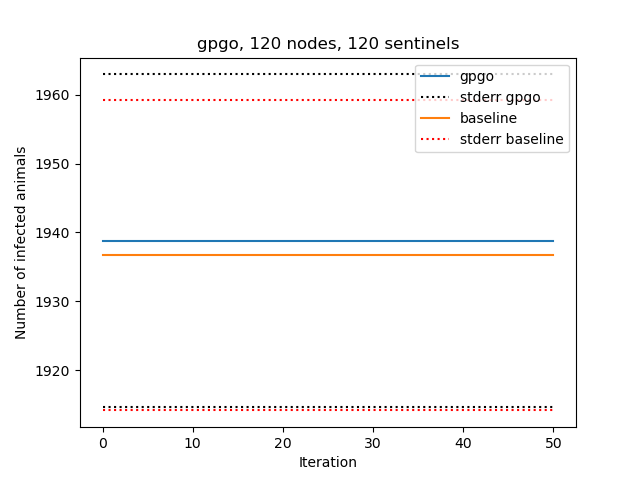 gpgo, 120 nodes, 120 sentinels
gpgo
stderr gpgo
baseline
stderr baseline
Number of infected animals
1960
1950
1940
1930
1920
0 10 20 30 40 50
Iteration